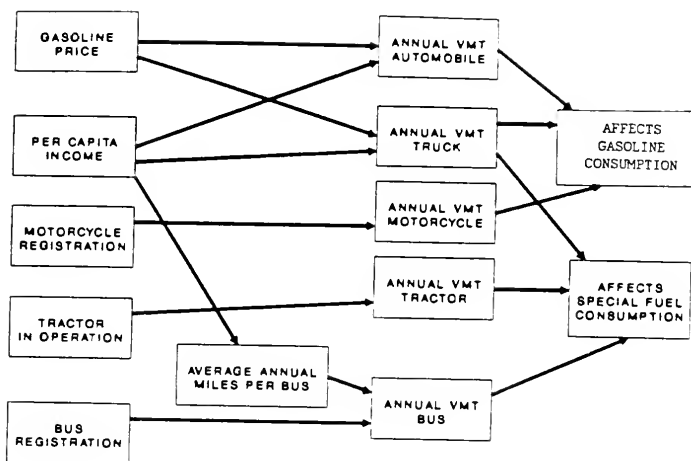 GASOLINE
PRICE
ANNUAL VMT
AUTOMOBILE
PER CAPITA
INCOME
ANNUAL VMT
TRUCK
AFFECTS
GASOLINE
CONSUMPTION
MOTORCYCLE
REGISTRATION
ANNUAL VMT
MOTORCYCLE
TRACTOR
IN OPERATION
ANNUAL VMT
TRACTOR
AFFECTS
SPECIAL FUEL
CONSUMPTION
AVERAGE ANNUAL
MILES PER BUS
BUS
REGISTRATION
ANNUAL VMT
BUS